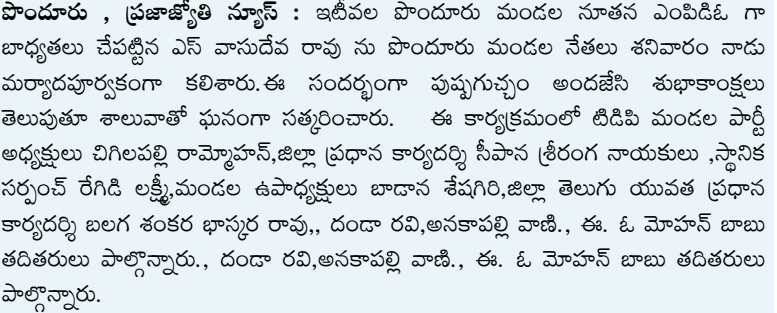 పొందూరు , ప్రజాజ్యోతి న్యూస్ : ఇటీవల పొందూరు మండల నూతన ఎంపిడిఓ గా
బాధ్యతలు చేపట్టిన ఎస్ వాసుదేవ రావు ను పొందూరు మండల నేతలు శనివారం నాడు
మర్యాదపూర్వకంగా కలిశారు.ఈ సందర్భంగా పుష్పగుచ్ఛం అందజేసి శుభాకాంక్షలు
తెలుపుతూ శాలువాతో ఘనంగా సత్కరించారు. ఈ కార్యక్రమంలో టిడిపి మండల పార్టీ
అధ్యక్షులు చిగిలపల్లి రామ్మోహన్,జిల్లా ప్రధాన కార్యదర్శి సీపాన శ్రీరంగ నాయకులు ,స్థానిక
సర్పంచ్ రేగిడి లక్ష్మీ,మండల ఉపాధ్యక్షులు బాడాన శేషగిరి,జిల్లా తెలుగు యువత ప్రధాన
కార్యదర్శి బలగ శంకర భాస్కర రావు,, దండా రవి,అనకాపల్లి వాణి., ఈ. ఓ మోహన్ బాబు
తదితరులు పాల్గొన్నారు., దండా రవి,అనకాపల్లి వాణి., ఈ. ఓ మోహన్ బాబు తదితరులు
పాల్గొన్నారు.